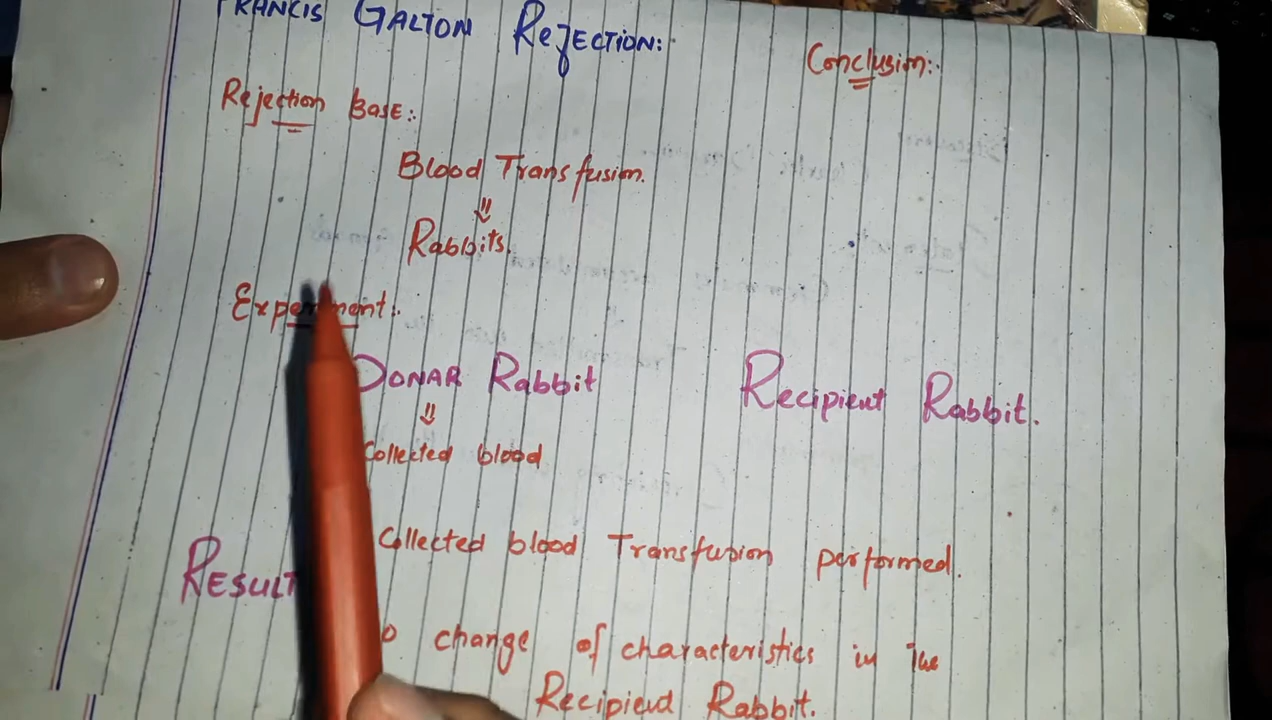 FRANCIS GALTON REJECTION:
Conclusion:
Rejection BASE:
Blood Transfusion.
Rabbits.
Experiment:
DONAR Rabbit
Recipient Rabbit.
Collected blood
Collected blood Transfusion performed.
RESULT
change of characteristics in the
Recipient Rabbit.